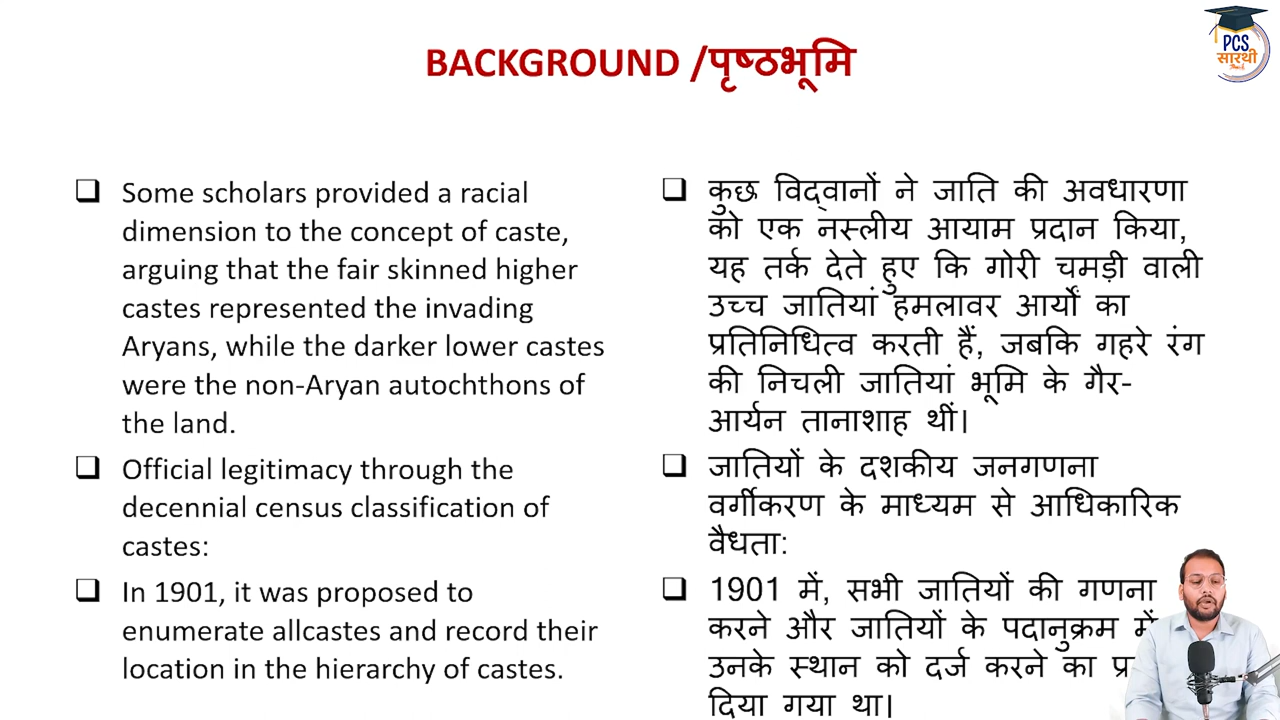 BACKGROUND /पृष्ठभूमि
PCS
सारथी
❑ Some scholars provided a racial
dimension to the concept of caste,
arguing that the fair skinned higher
castes represented the invading
Aryans, while the darker lower castes
were the non-Aryan autochthons of
the land.
❑ Official legitimacy through the
decennial census classification of
castes:
❑ In 1901, it was proposed to
enumerate allcastes and record their
location in the hierarchy of castes.
❑ कुछ विद्वानों ने जाति की अवधारणा
को एक नस्लीय आयाम प्रदान किया,
यह तर्क देते हुए कि गोरी चमड़ी वाली
उच्च जातियां हमलावर आर्यों का
प्रतिनिधित्व करती हैं, जबकि गहरे रंग
की निचली जातियां भूमि के गैर-
आर्यन तानाशाह थीं।
❑ जातियों के दशकीय जनगणना
वर्गीकरण के माध्यम से आधिकारिक
वैधता:
❑ 1901 में, सभी जातियों की गणना
करने और जातियों के पदानुक्रम में
उनके स्थान को दर्ज करने का
दिया गया था।